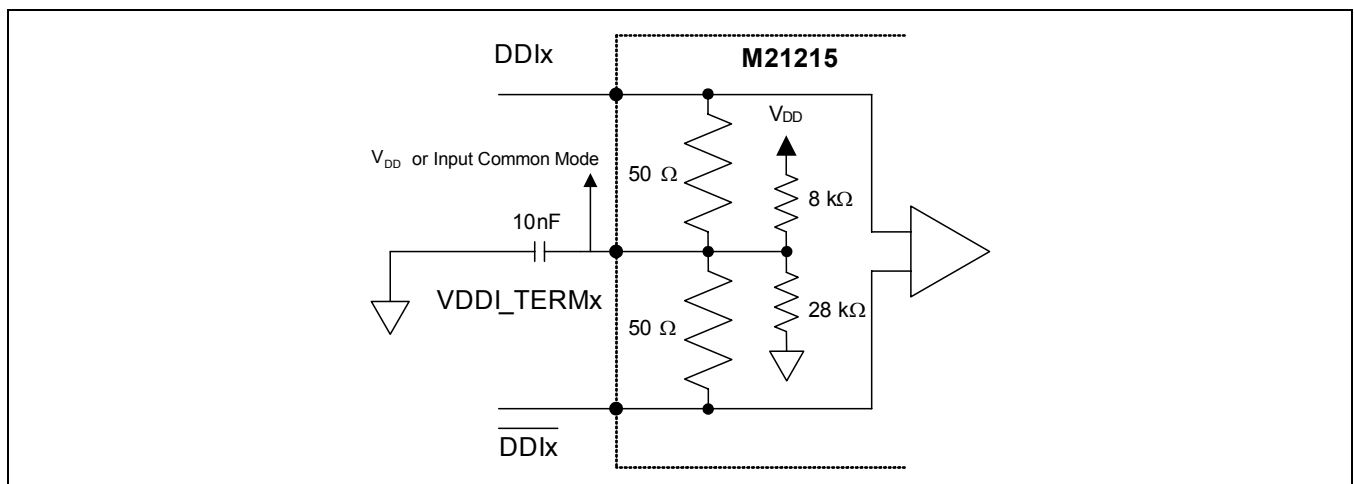 DDIx
M21215
VDD
VDD or Input Common Mode
50 Ω
8 kΩ
10nF
VDDI_TERMx
28 kΩ
50 Ω
DDIx